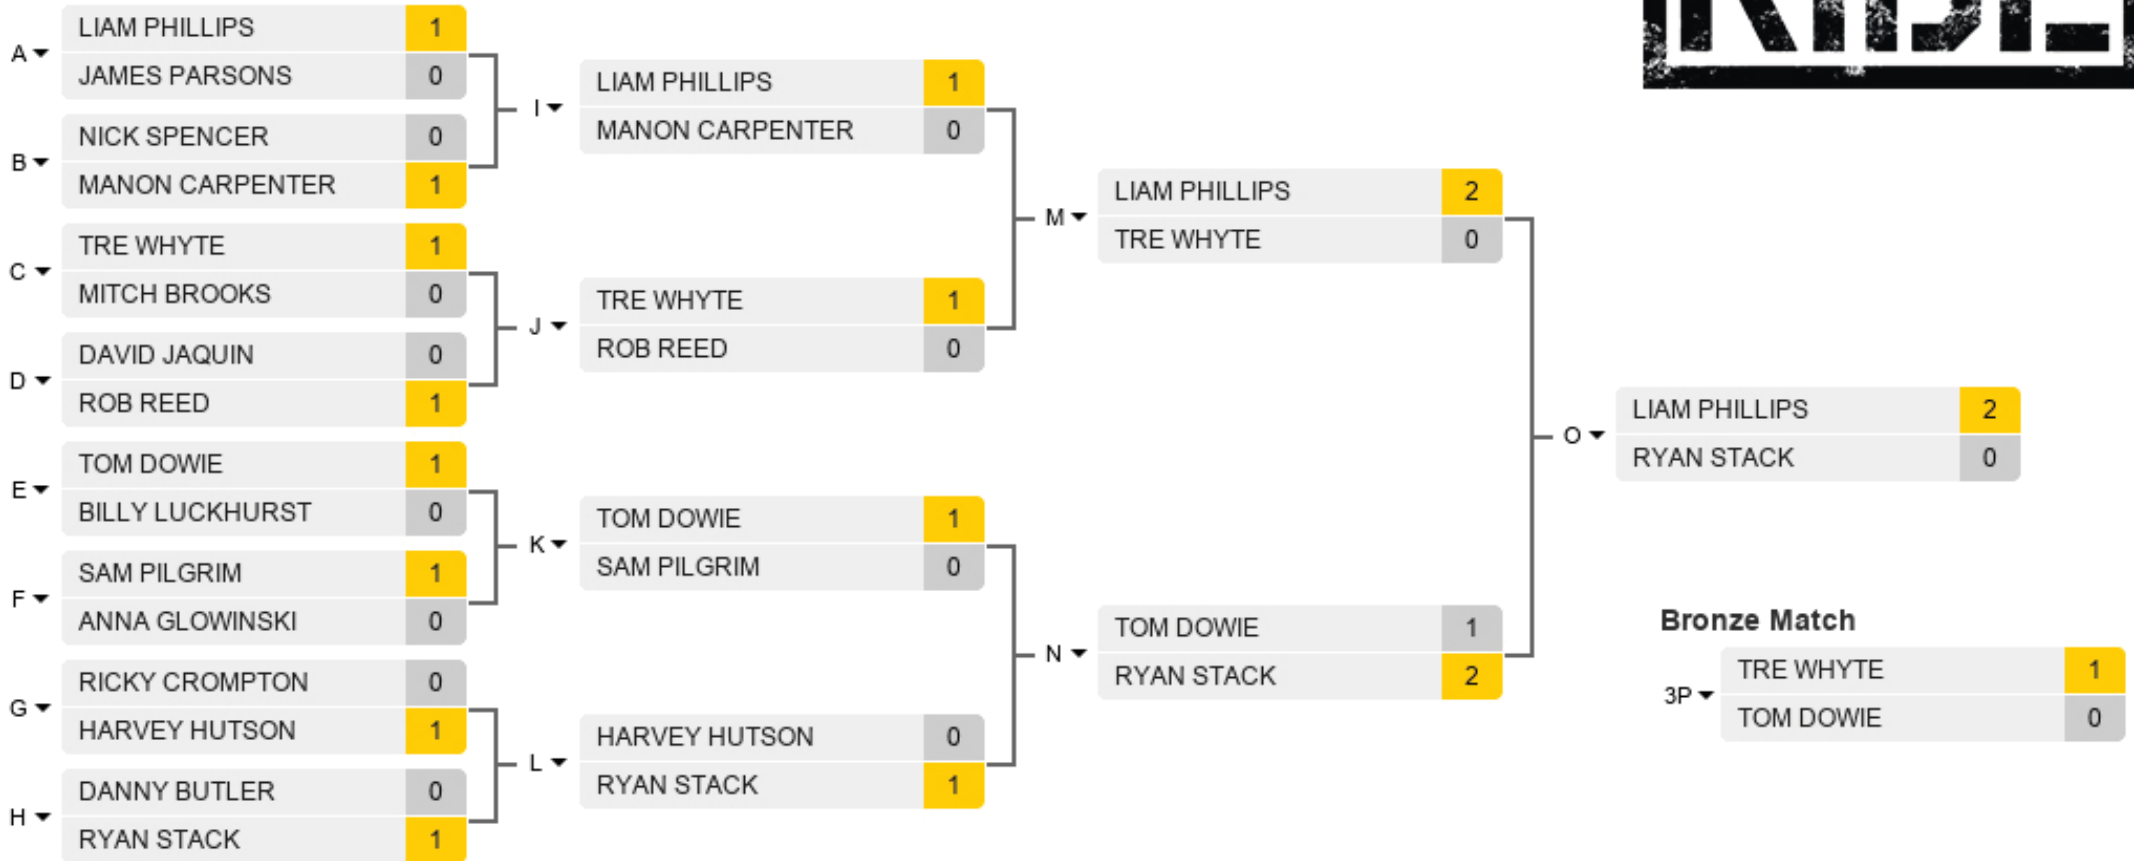 A
LIAM PHILLIPS 1
JAMES PARSONS 0
B
NICK SPENCER 0
MANON CARPENTER 1
C
TRE WHYTE 1
MITCH BROOKS 0
D
DAVID JAQUIN 0
ROB REED 1
E
TOM DOWIE 1
BILLY LUCKHURST 0
F
SAM PILGRIM 1
ANNA GLOWINSKI 0
G
RICKY CROMPTON 0
HARVEY HUTSON 1
H
DANNY BUTLER 0
RYAN STACK 1
I
LIAM PHILLIPS 1
MANON CARPENTER 0
J
TRE WHYTE 1
ROB REED 0
K
TOM DOWIE 1
SAM PILGRIM 0
L
HARVEY HUTSON 0
RYAN STACK 1
M
LIAM PHILLIPS 2
TRE WHYTE 0
N
TOM DOWIE 1
RYAN STACK 2
O
LIAM PHILLIPS 2
RYAN STACK 0
Bronze Match
3P
TRE WHYTE 1
TOM DOWIE 0